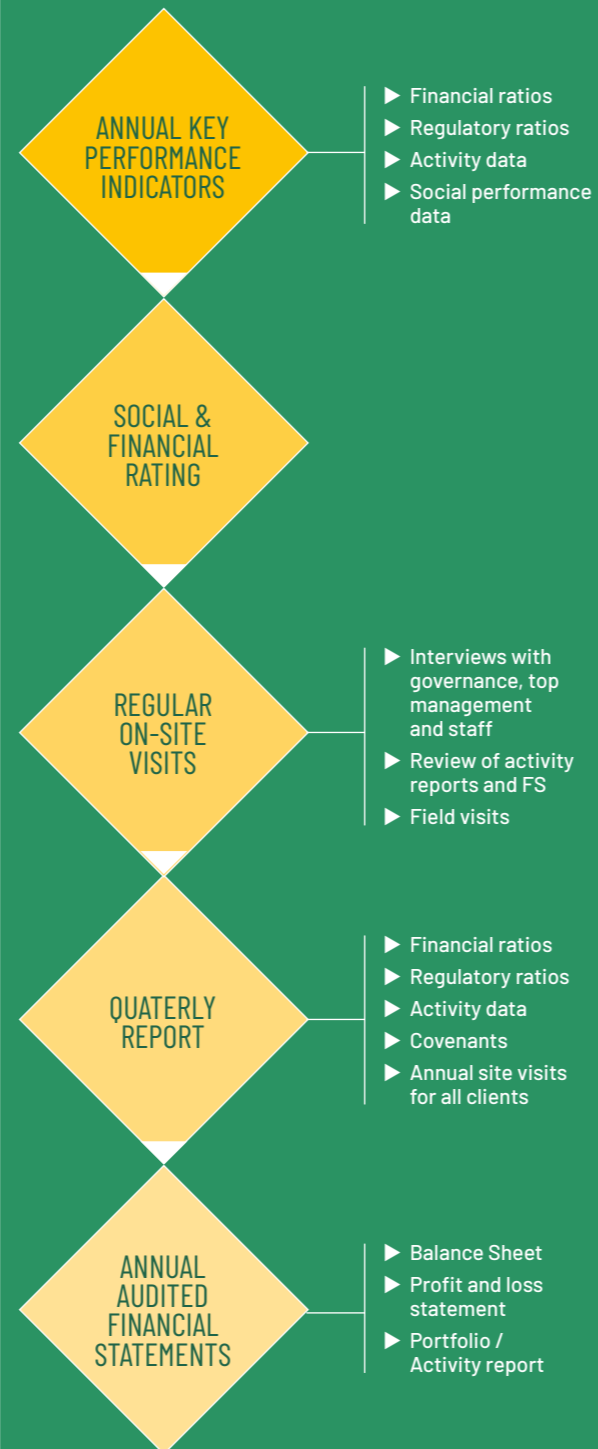 ANNUAL KEY
PERFORMANCE
INDICATORS
▶ Financial ratios
▶ Regulatory ratios
▶ Activity data
▶ Social performance
data
SOCIAL &
FINANCIAL
RATING
REGULAR
ON-SITE
VISITS
▶ Interviews with
governance, top
management
and staff
▶ Review of activity
reports and FS
▶ Field visits
QUATERLY
REPORT
▶ Financial ratios
▶ Regulatory ratios
▶ Activity data
▶ Covenants
▶ Annual site visits
for all clients
ANNUAL
AUDITED
FINANCIAL
STATEMENTS
▶ Balance Sheet
▶ Profit and loss
statement
▶ Portfolio /
Activity report